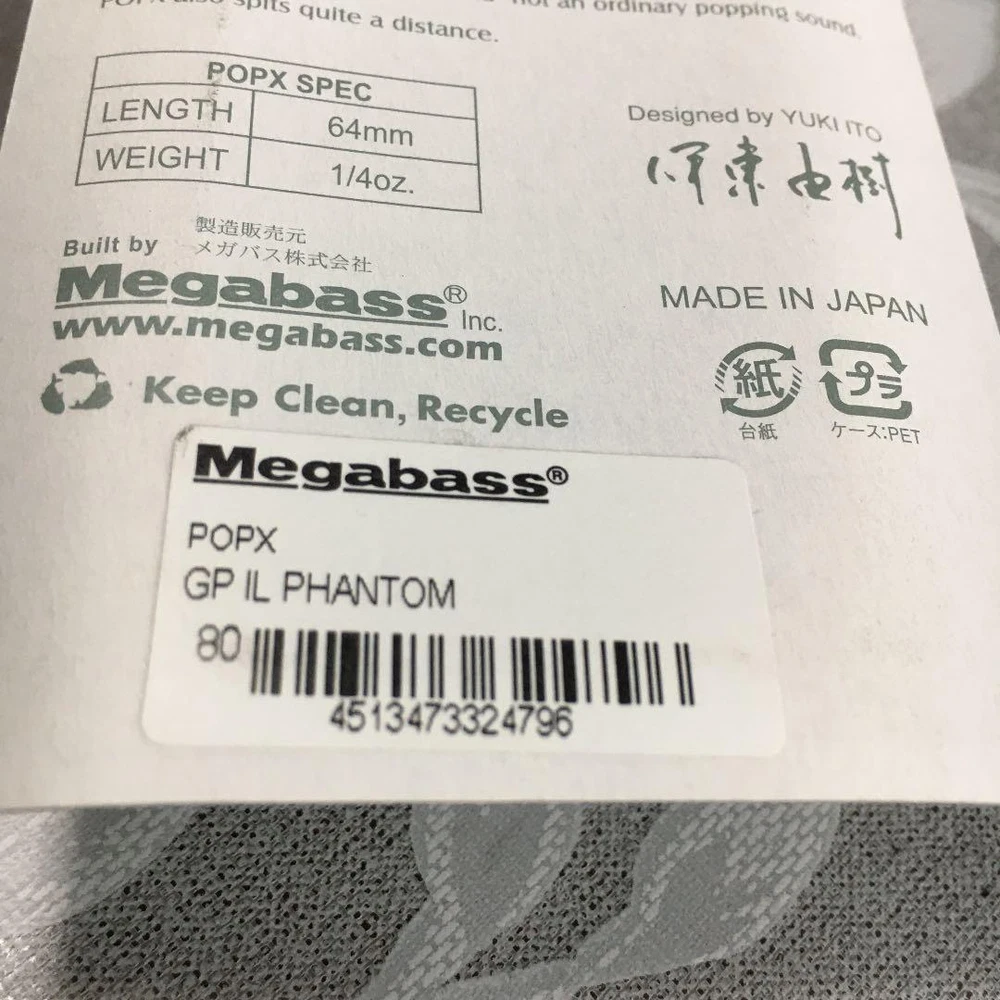 not an ordinary popping sound.
POPX also spits quite a distance.
POPX SPEC
LENGTH 64mm
WEIGHT 1/4oz.
Designed by YUKI ITO
伊東由樹
Built by 製造販売元
メガバス株式会社
Megabass® Inc.
www.megabass.com
MADE IN JAPAN
紙 プラ
台紙 ケース:PET
Keep Clean, Recycle
Megabass®
POPX
GP IL PHANTOM
80
4513473324796